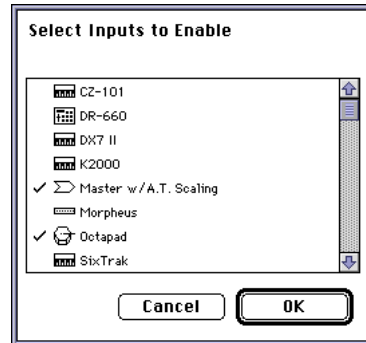 Select Inputs to Enable
CZ-101
DR-660
DX7 II
K2000
Master w/A.T. Scaling
Morpheus
Octapad
SixTrak
Cancel
OK